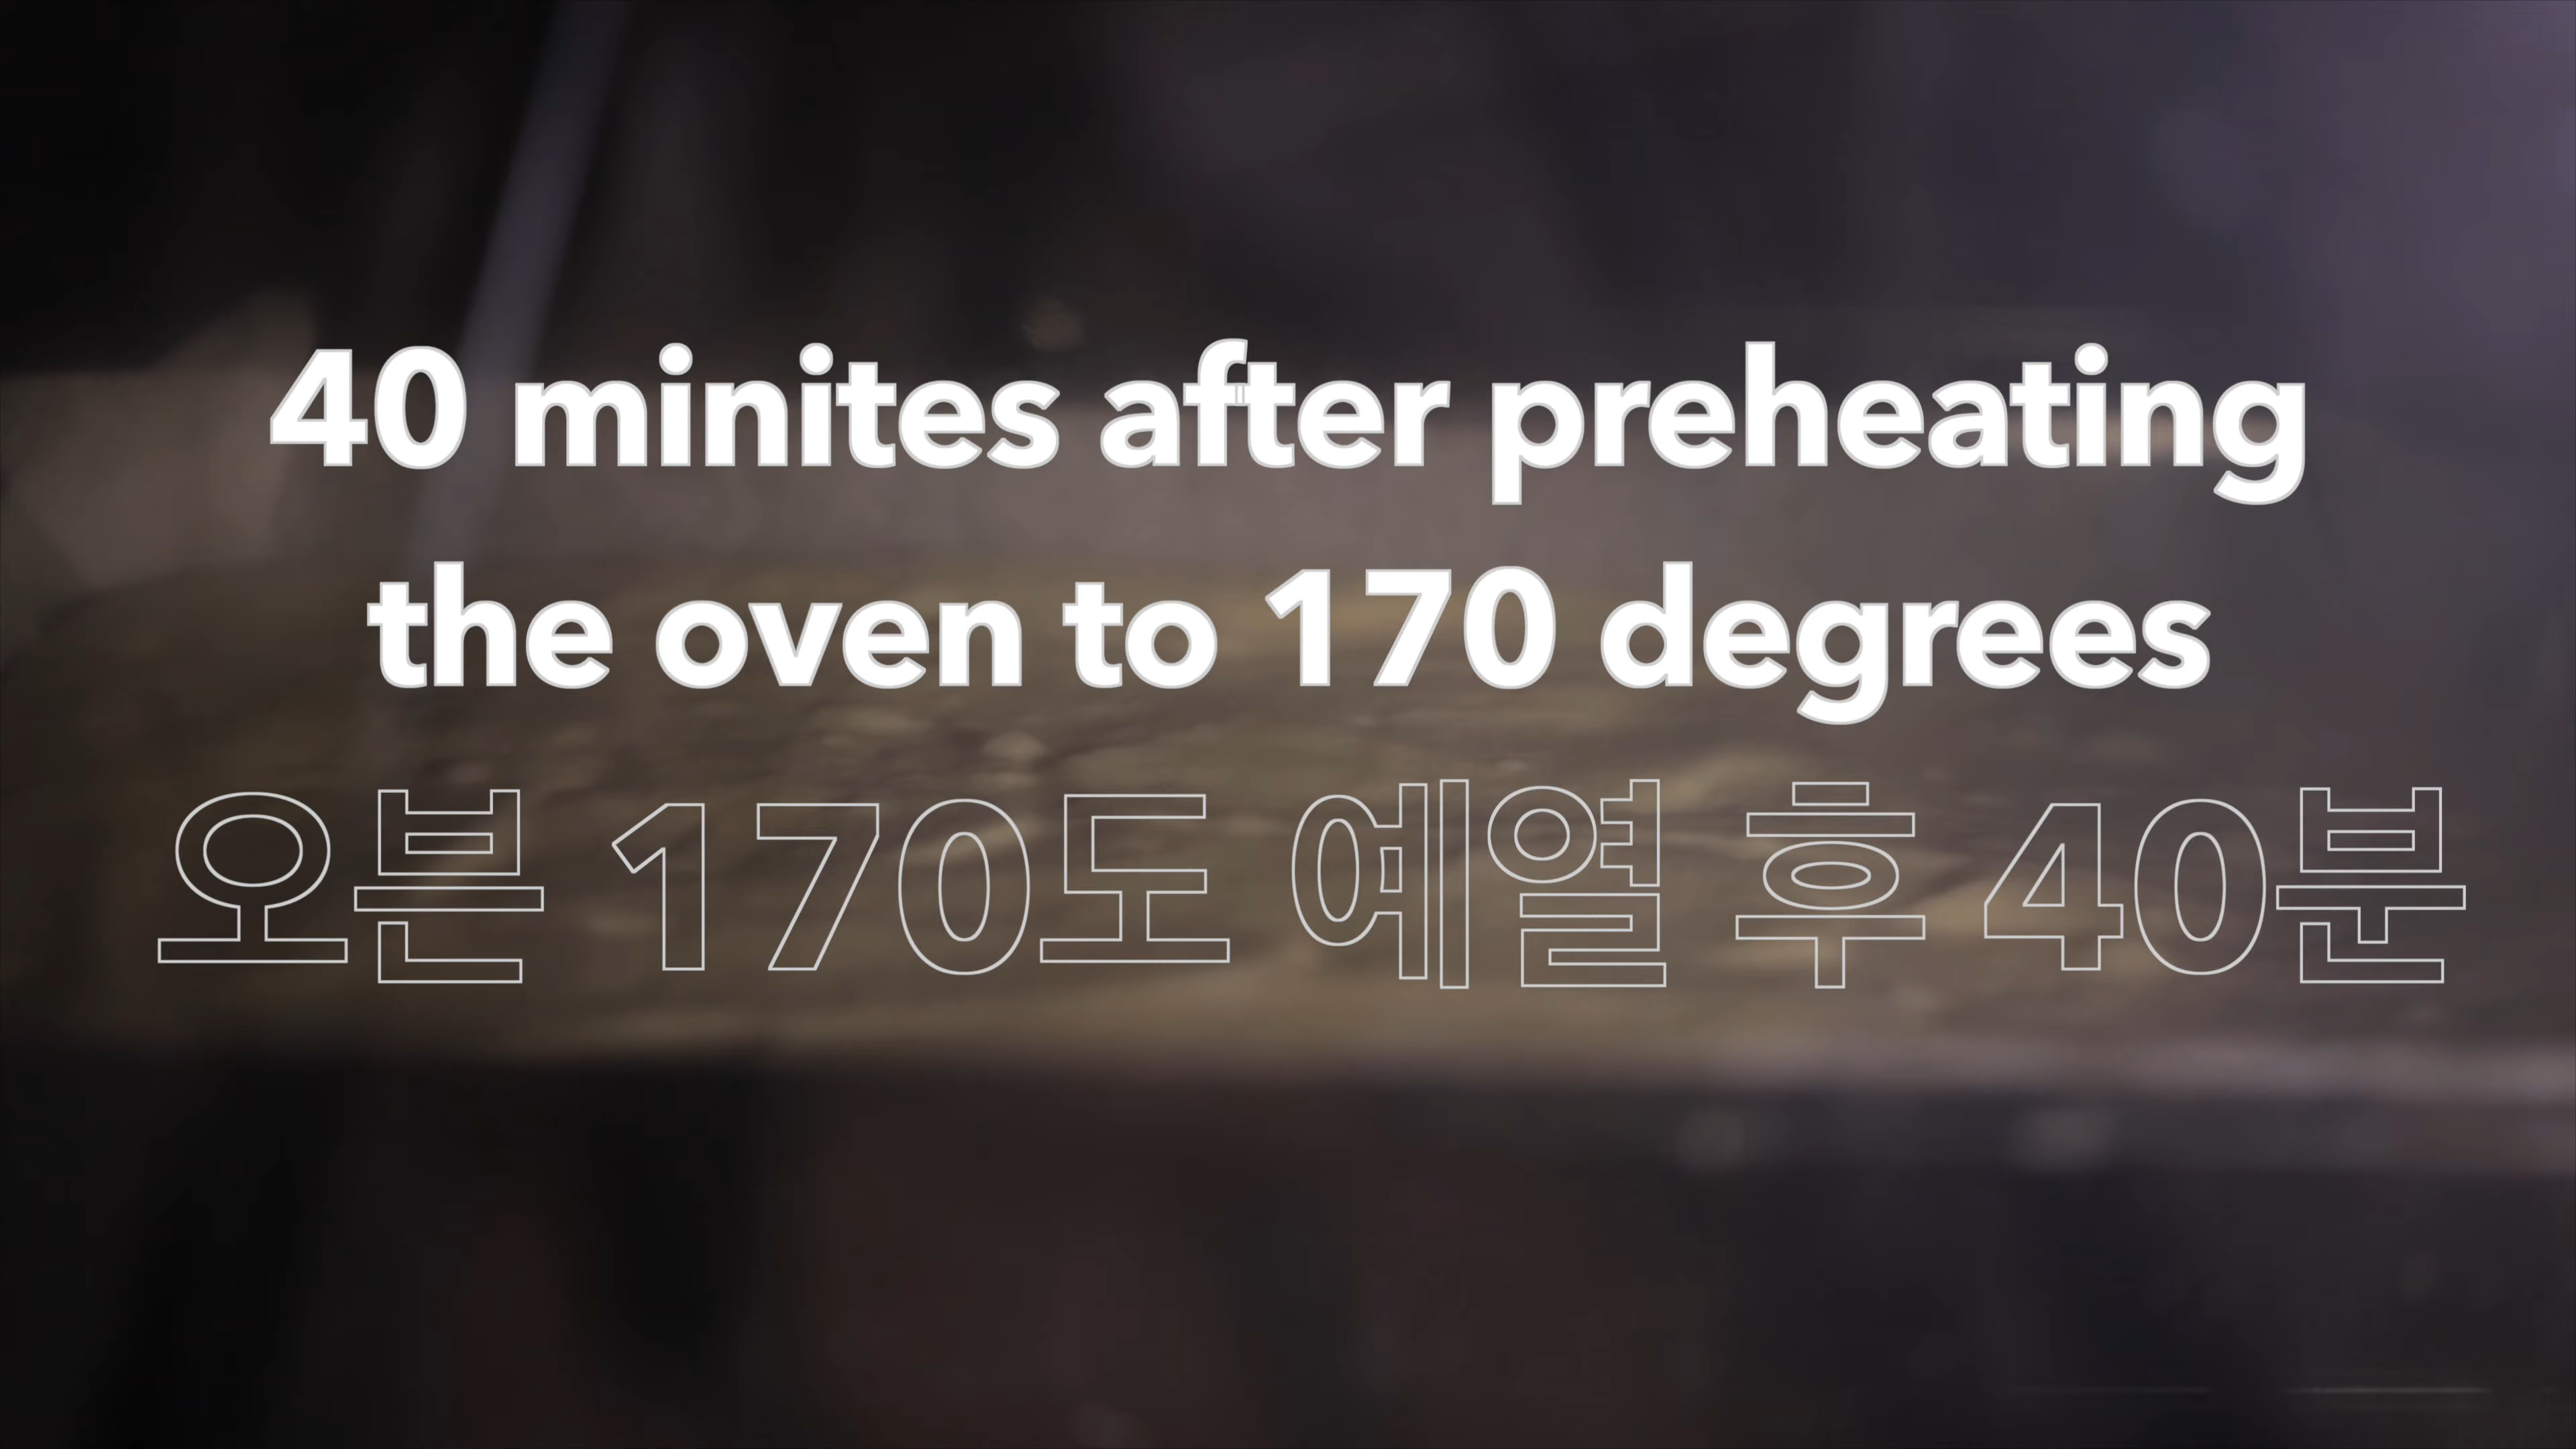 40 minites after preheating
the oven to 170 degrees
오븐 170도 예열 후 40분